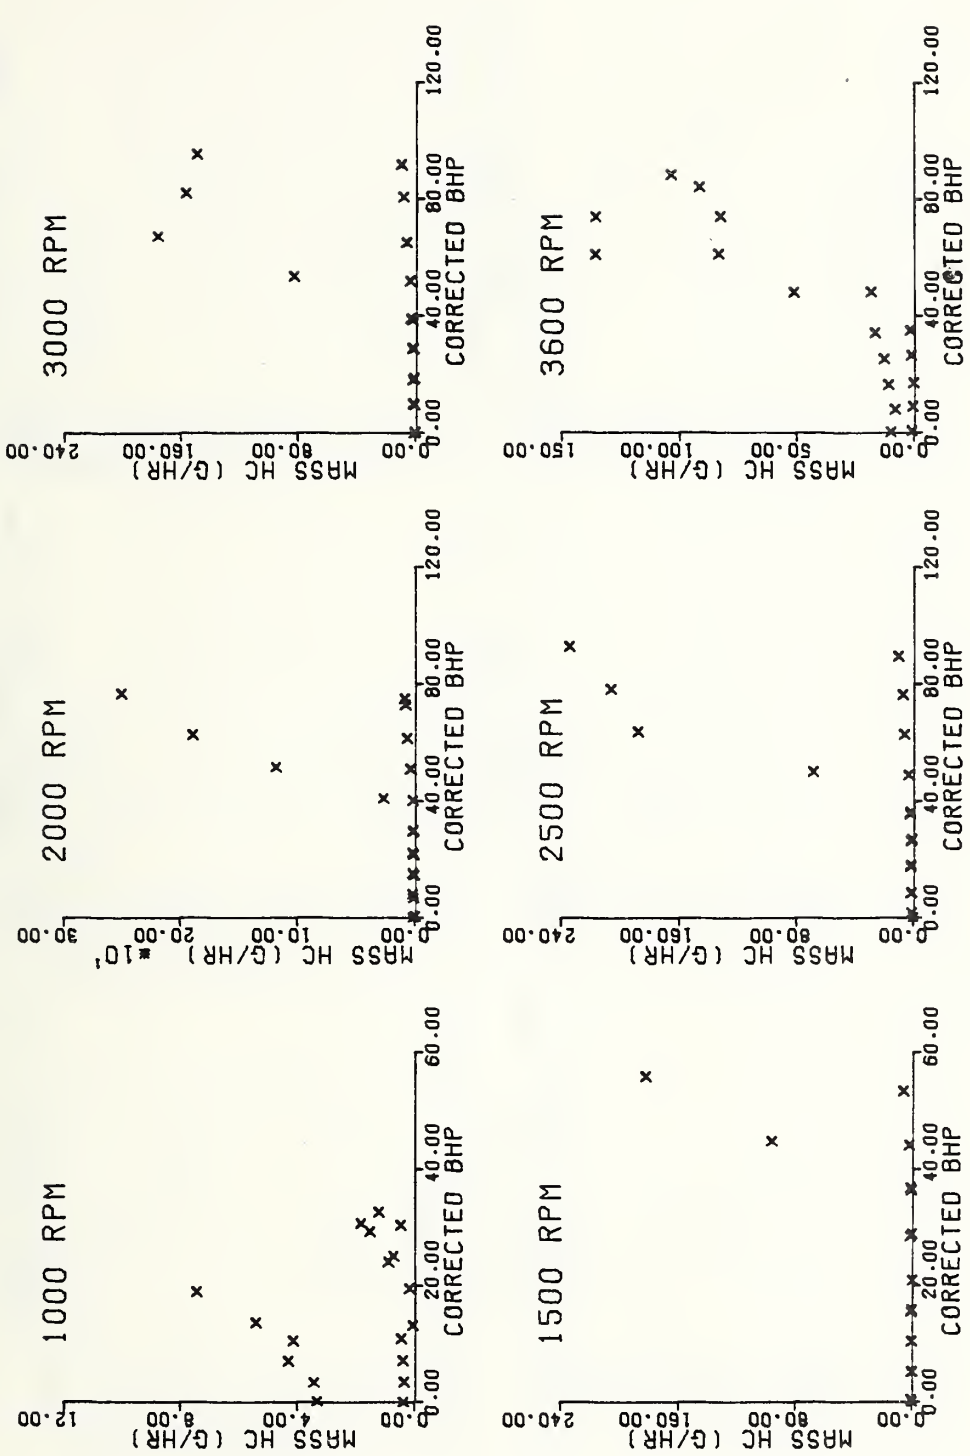 1000 RPM
MASS HC (G/HR)
12.00
8.00
4.00
0.00
0.00 20.00 40.00 60.00
CORRECTED BHP
2000 RPM
MASS HC (G/HR) *10¹
30.00
20.00
10.00
0.00
0.00 40.00 80.00 120.00
CORRECTED BHP
3000 RPM
MASS HC (G/HR)
240.00
160.00
80.00
0.00
0.00 40.00 80.00 120.00
CORRECTED BHP
1500 RPM
MASS HC (G/HR)
240.00
160.00
80.00
0.00
0.00 20.00 40.00 60.00
CORRECTED BHP
2500 RPM
MASS HC (G/HR)
240.00
160.00
80.00
0.00
0.00 40.00 80.00 120.00
CORRECTED BHP
3600 RPM
MASS HC (G/HR)
150.00
100.00
50.00
0.00
0.00 40.00 80.00 120.00
CORRECTED BHP